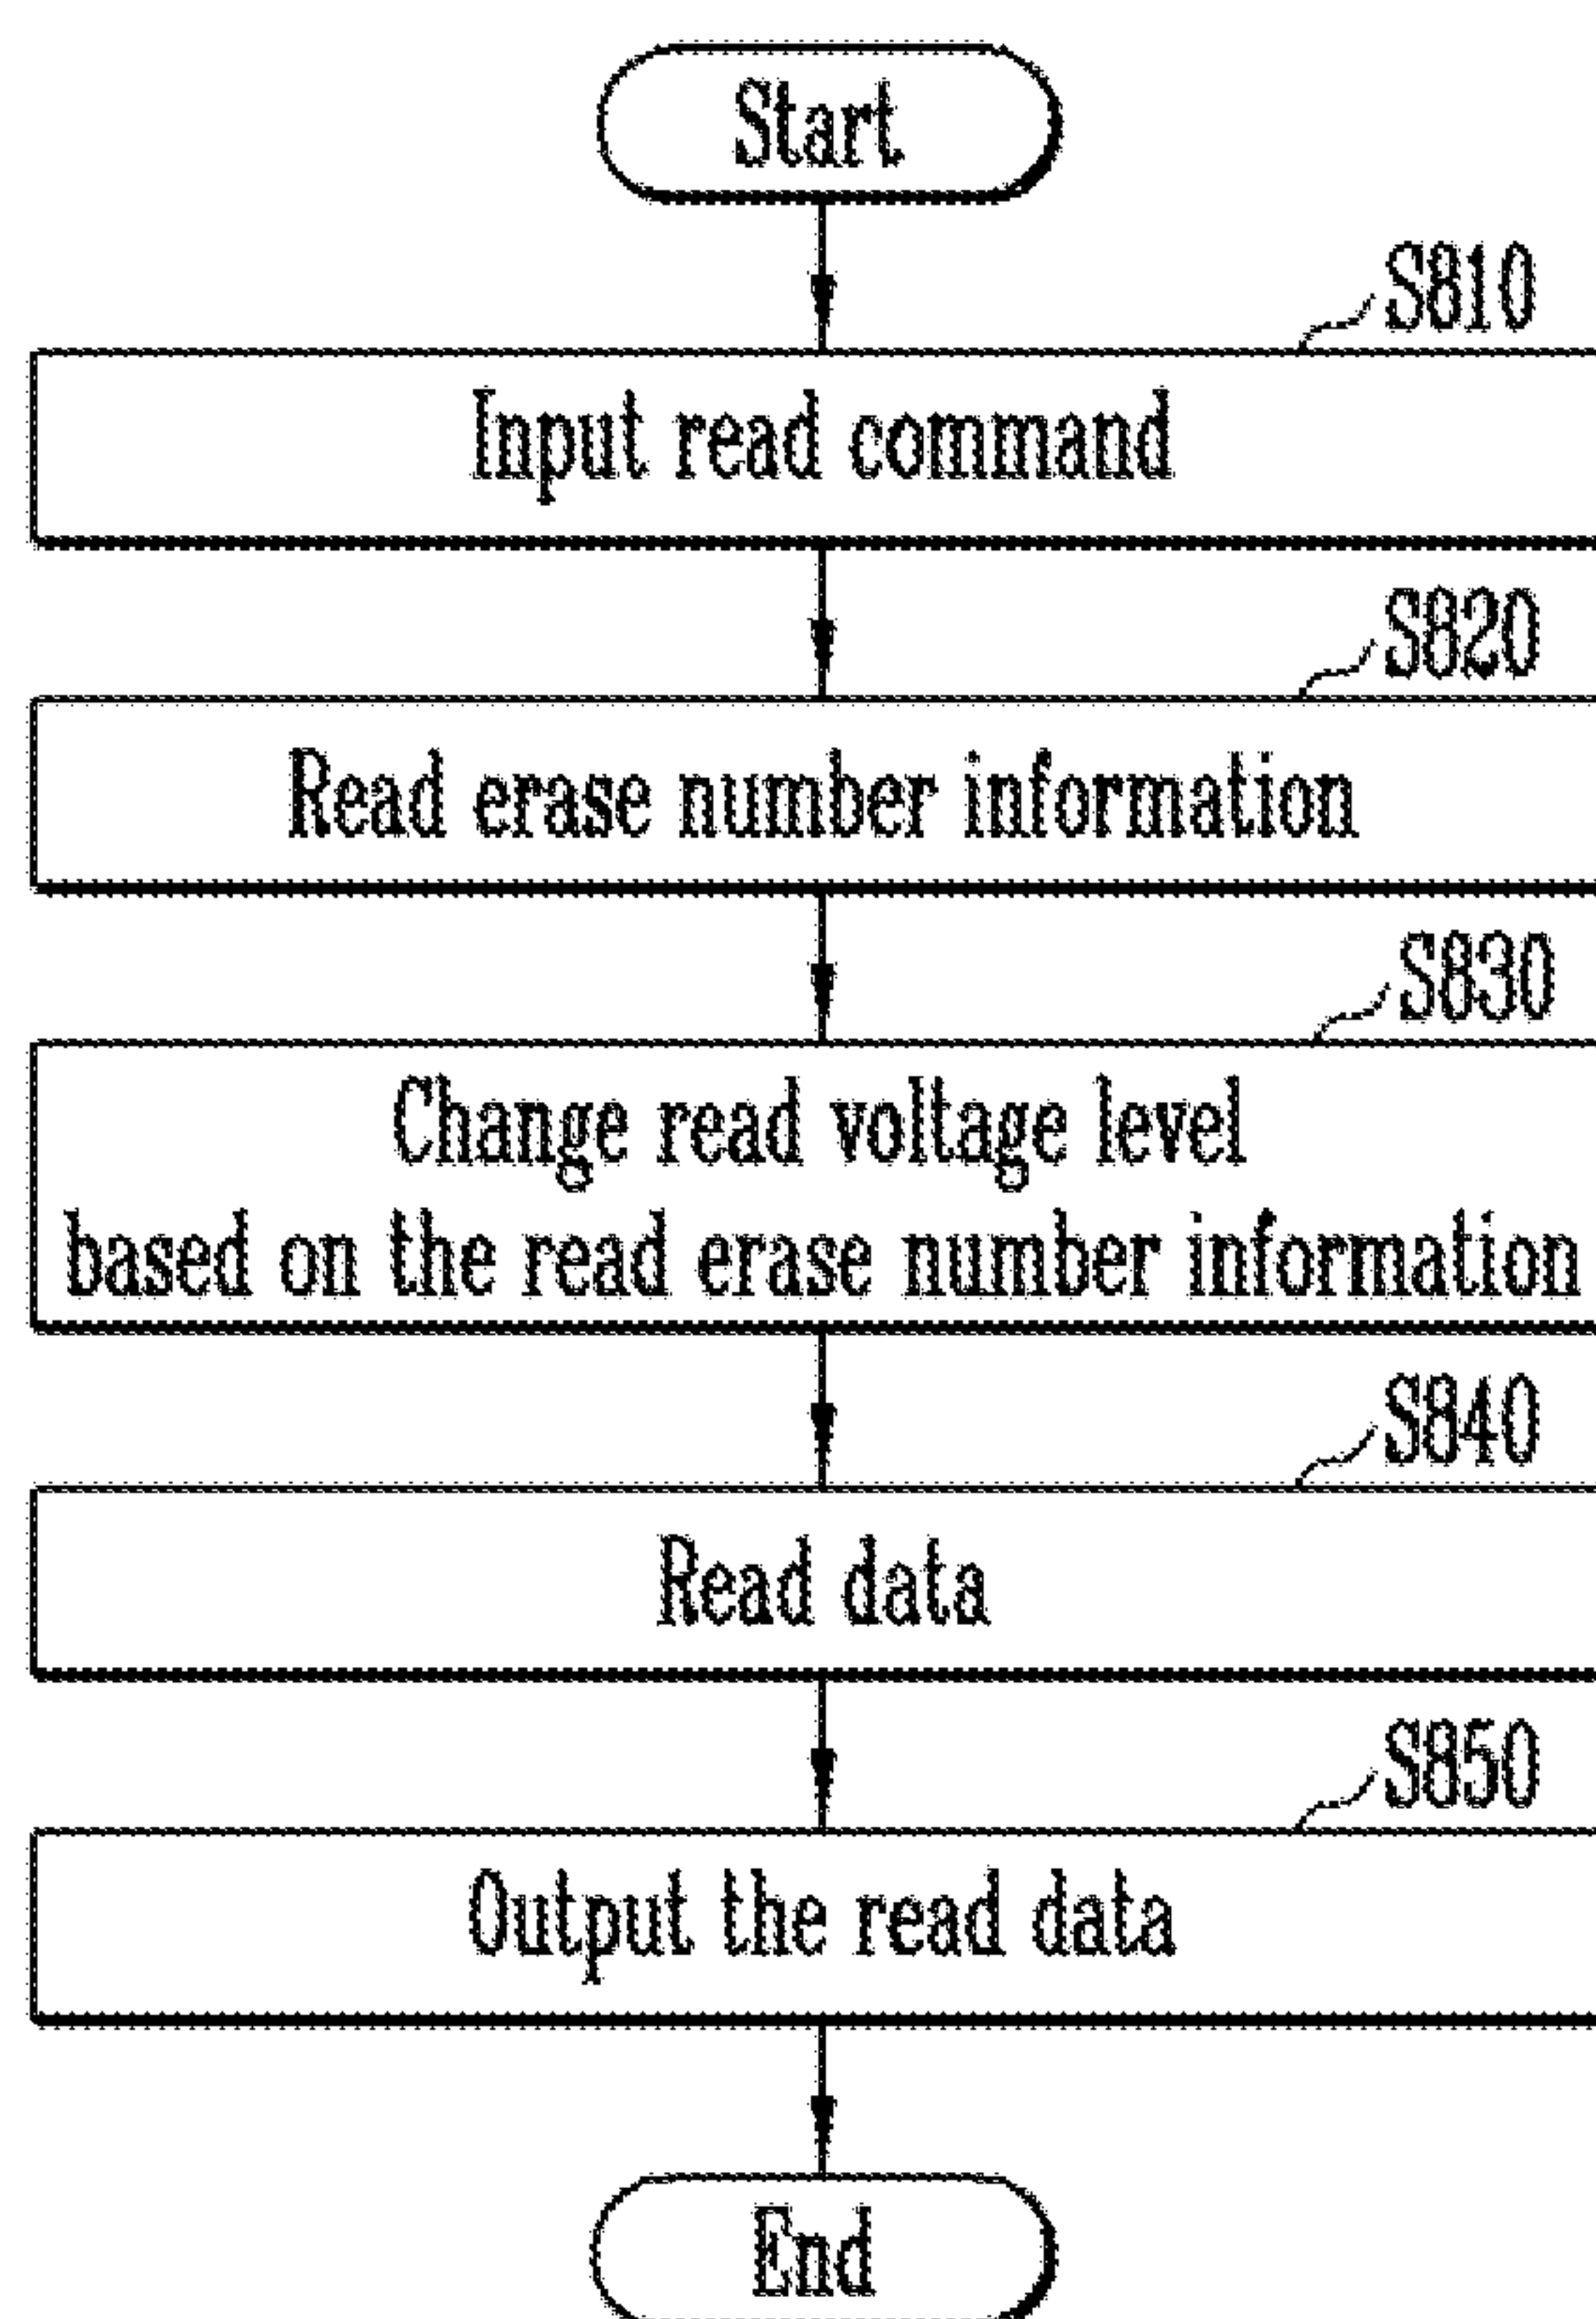 Start
S810
Input read command
S820
Read erase number information
S830
Change read voltage level
based on the read erase number information
S840
Read data
S850
Output the read data
End